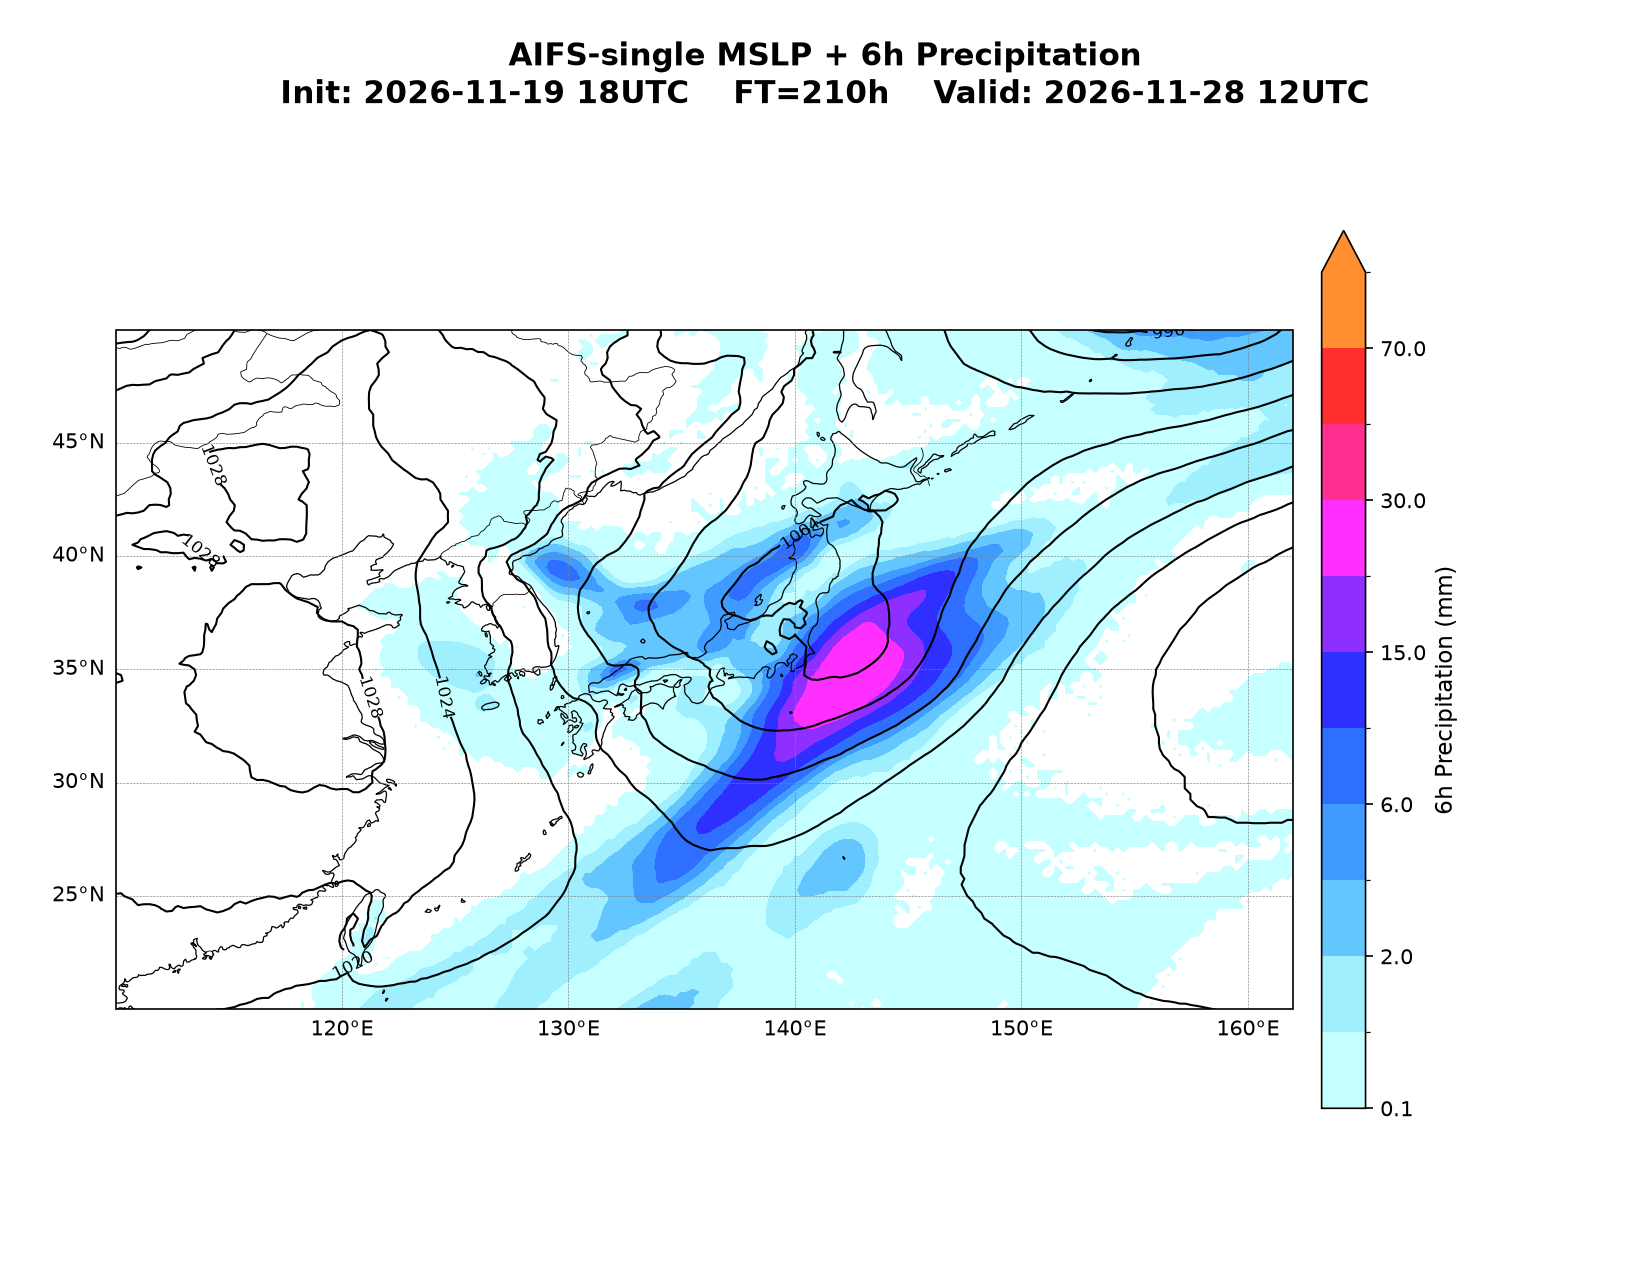 AIFS-single MSLP + 6h Precipitation
Init: 2026-11-19 18UTC    FT=210h    Valid: 2026-11-28 12UTC
996
70.0
45°N
1028
30.0
1004
1028
40°N
6h Precipitation (mm)
35°N
15.0
1028
1024
30°N
6.0
25°N
1020
2.0
120°E
130°E
140°E
150°E
160°E
0.1